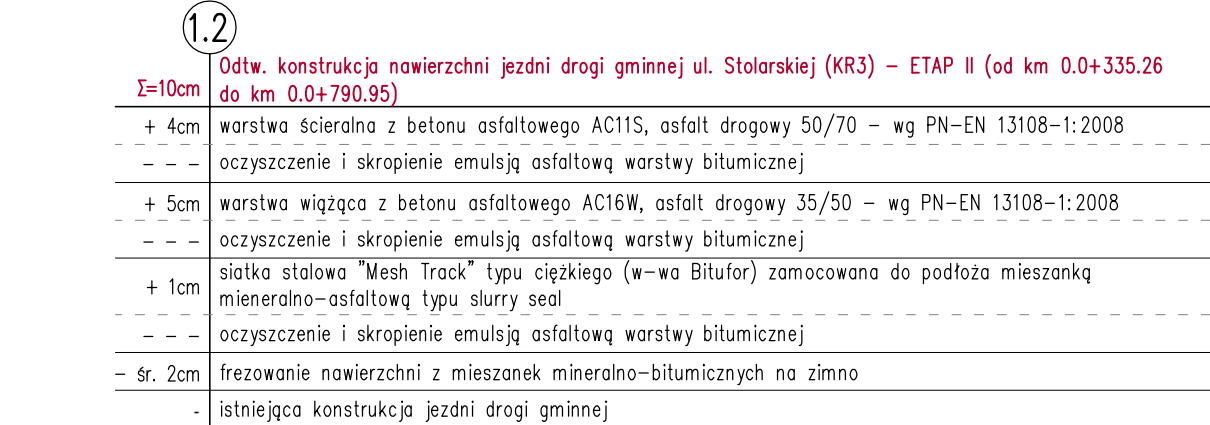 1.2
Σ=10cm Odtw. konstrukcja nawierzchni jezdni drogi gminnej ul. Stolarskiej (KR3) – ETAP II (od km 0.0+335.26
do km 0.0+790.95)
+ 4cm warstwa ścieralna z betonu asfaltowego AC11S, asfalt drogowy 50/70 – wg PN–EN 13108–1:2008
– – – oczyszczenie i skropienie emulsją asfaltową warstwy bitumicznej
+ 5cm warstwa wiążąca z betonu asfaltowego AC16W, asfalt drogowy 35/50 – wg PN–EN 13108–1:2008
– – – oczyszczenie i skropienie emulsją asfaltową warstwy bitumicznej
+ 1cm siatka stalowa "Mesh Track" typu ciężkiego (w–wa Bitufor) zamocowana do podłoża mieszanką
mieneralno–asfaltową typu slurry seal
– – – oczyszczenie i skropienie emulsją asfaltową warstwy bitumicznej
– śr. 2cm frezowanie nawierzchni z mieszanek mineralno–bitumicznych na zimno
- istniejąca konstrukcja jezdni drogi gminnej